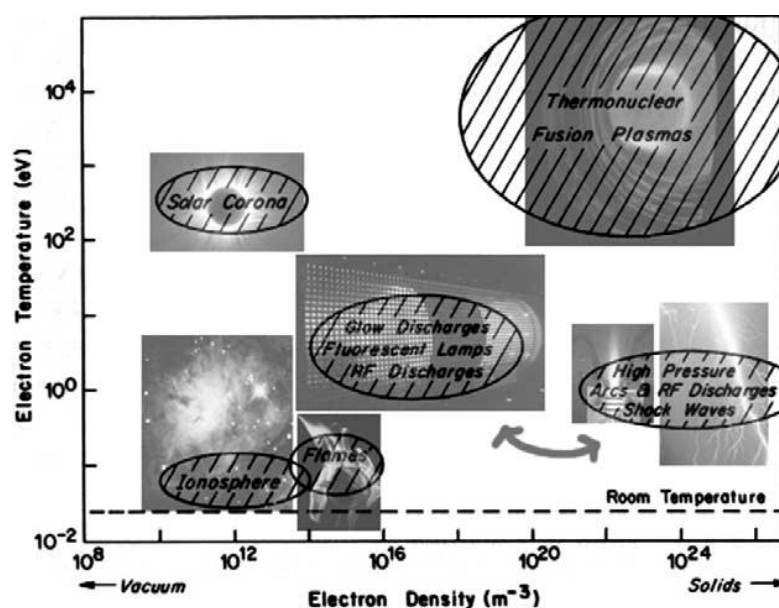 10⁴
Thermonuclear
Fusion Plasmas
Electron Temperature (eV)
Solar Corona
10²
Glow Discharges
Fluorescent Lamps
RF Discharges
High Pressure
Arcs & RF Discharges
Shock Waves
10⁰
Flames
Ionosphere
Room Temperature
10⁻²
10⁸
10¹²
10¹⁶
10²⁰
10²⁴
Vacuum
Electron Density (m⁻³)
Solids